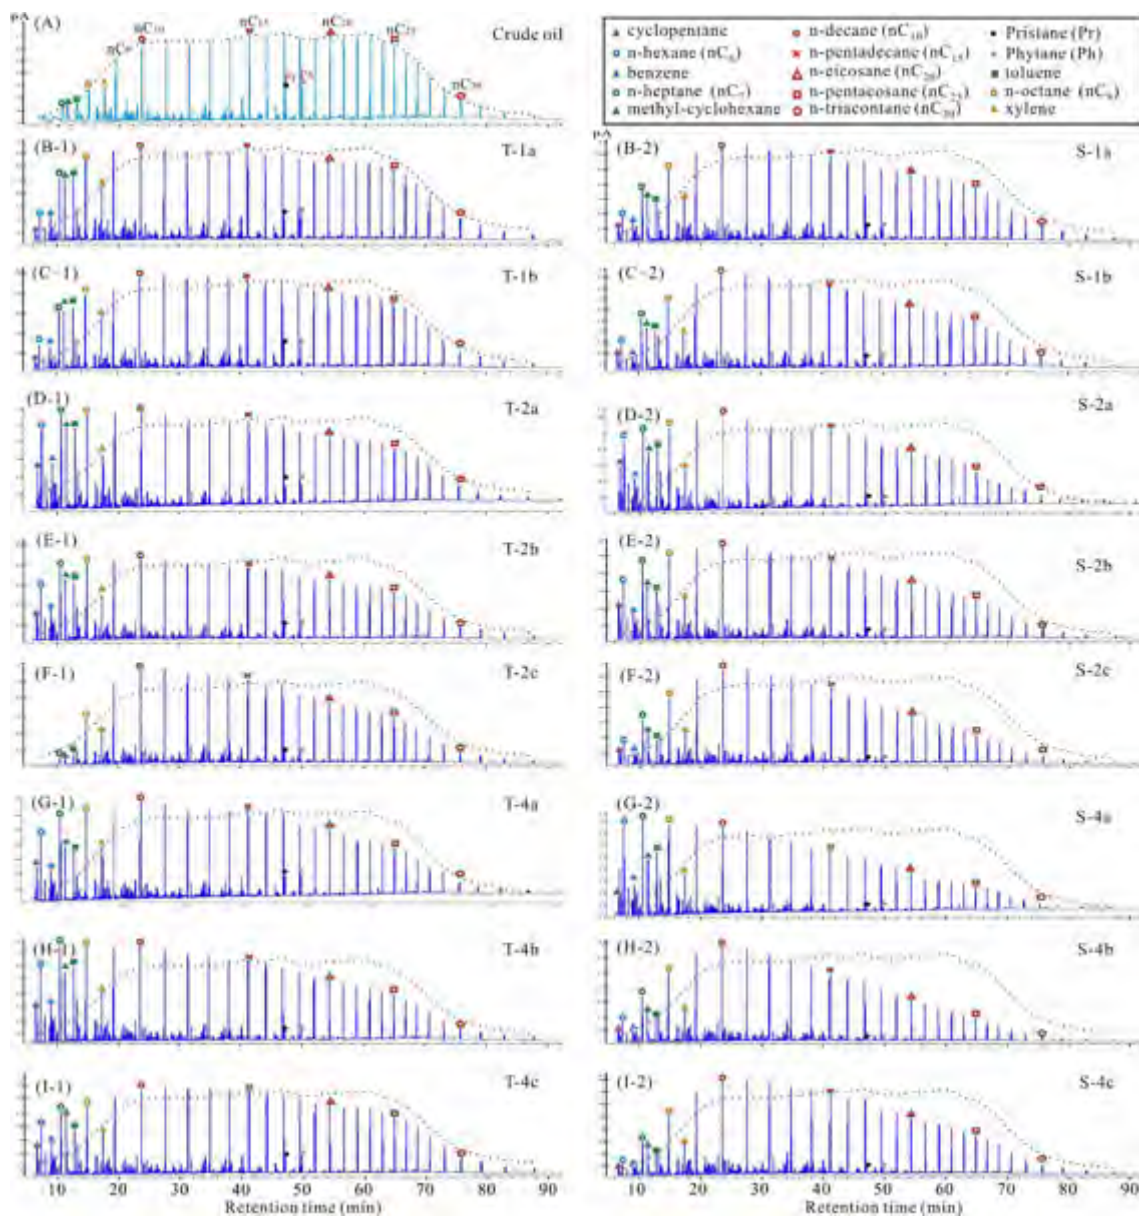 pA
(A)
nC₁₀
nC₁₅
nC₂₀
nC₂₅
nC₃₀
Crude oil
cyclopentane
n-hexane (nC₆)
benzene
n-heptane (nC₇)
methyl-cyclohexane
n-decane (nC₁₀)
n-pentadecane (nC₁₅)
n-eicosane (nC₂₀)
n-pentacosane (nC₂₅)
n-triacontane (nC₃₀)
Pristane (Pr)
Phytane (Ph)
toluene
n-octane (nC₈)
xylene
pA
(B-1) T-1a
(B-2) S-1a
(C-1) T-1b
(C-2) S-1b
(D-1) T-2a
(D-2) S-2a
(E-1) T-2b
(E-2) S-2b
(F-1) T-2c
(F-2) S-2c
(G-1) T-4a
(G-2) S-4a
(H-1) T-4b
(H-2) S-4b
(I-1) T-4c
(I-2) S-4c
10 20 30 40 50 60 70 80 90
Retention time (min)
10 20 30 40 50 60 70 80 90
Retention time (min)